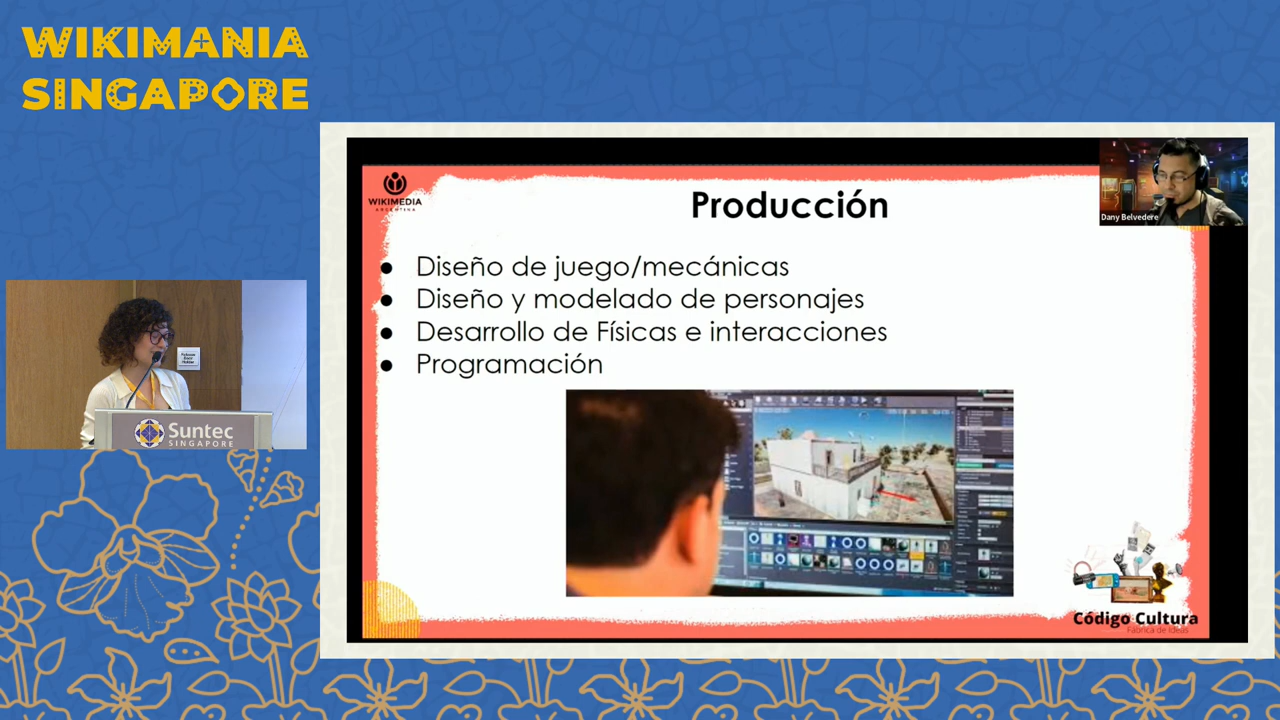 WIKIMANIA
SINGAPORE
WIKIMEDIA
ARGENTINA
Producción
Dany Belvedere
● Diseño de juego/mecánicas
● Diseño y modelado de personajes
● Desarrollo de Físicas e interacciones
● Programación
Suntec
SINGAPORE
Código Cultura
Fábrica de ideas